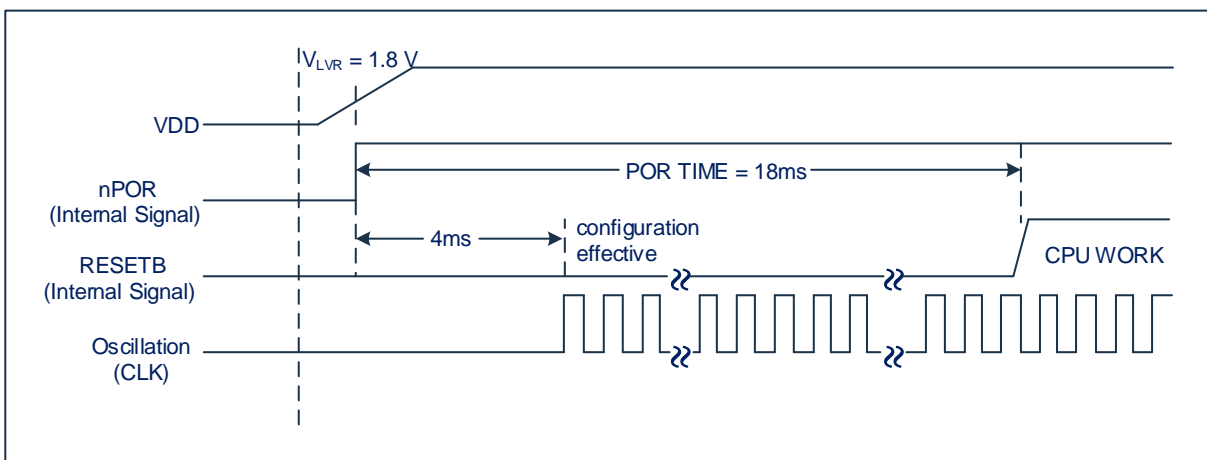 V_LVR = 1.8 V
VDD
nPOR
(Internal Signal)
POR TIME = 18ms
4ms
configuration
effective
RESETB
(Internal Signal)
CPU WORK
Oscillation
(CLK)